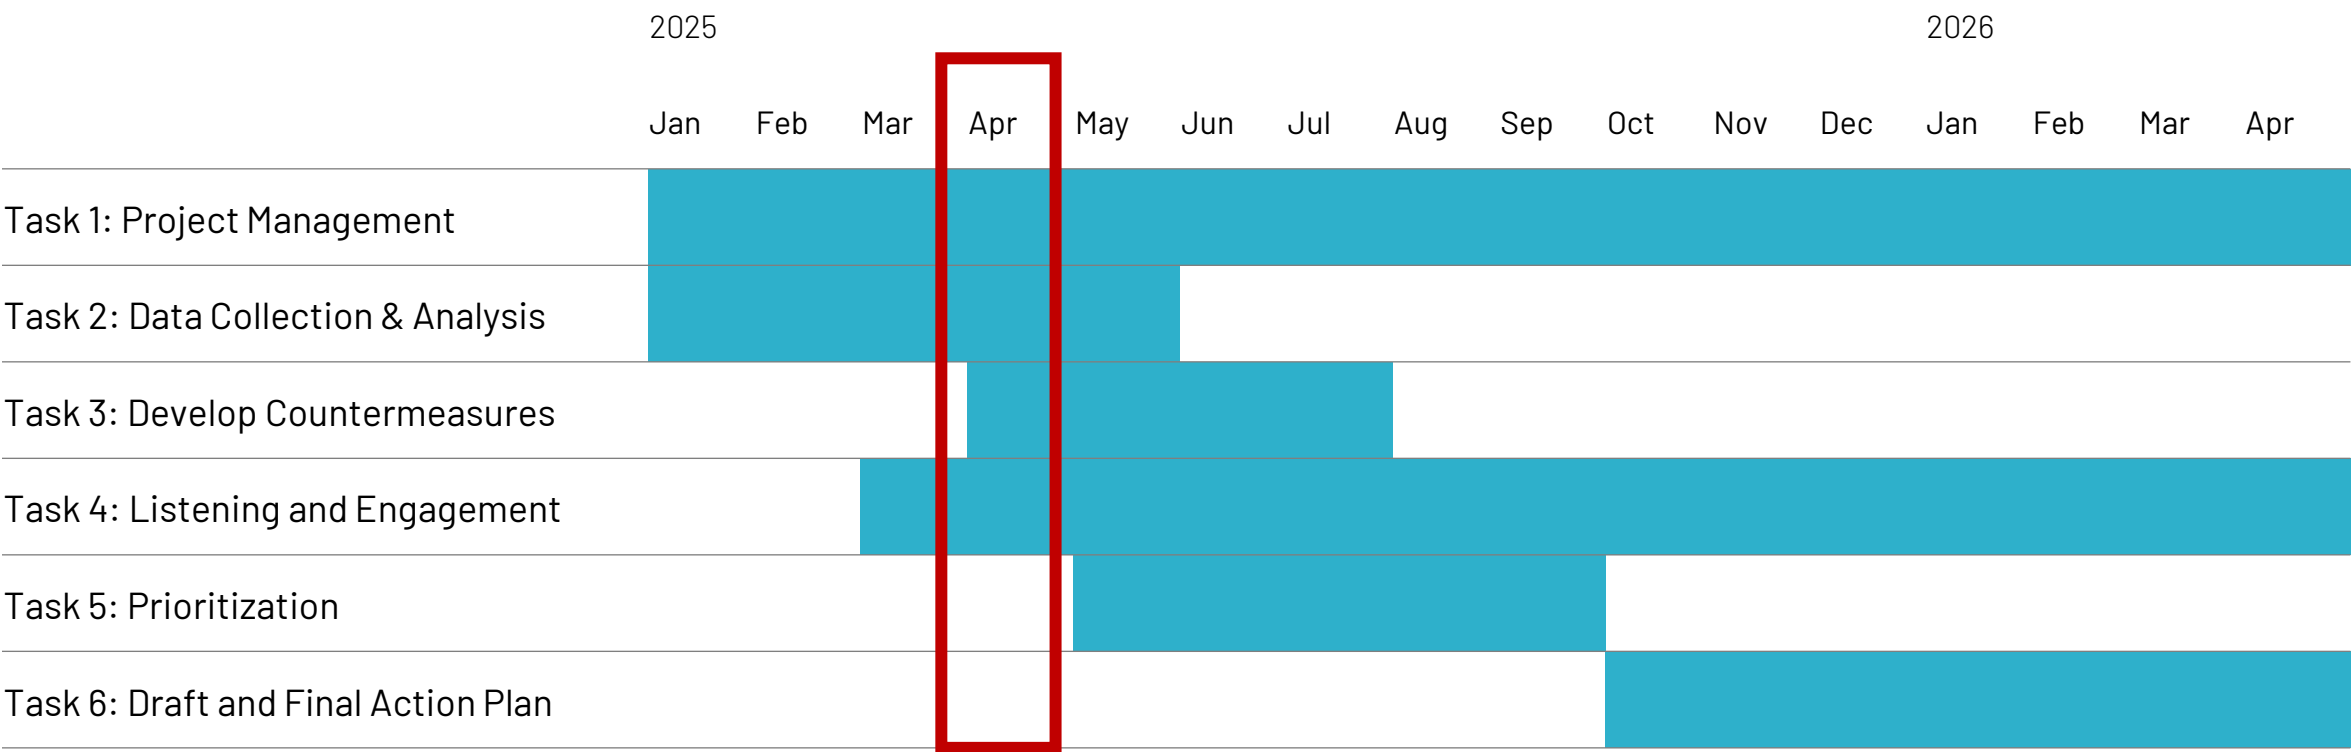 2025 2026
Jan Feb Mar Apr May Jun Jul Aug Sep Oct Nov Dec Jan Feb Mar Apr
Task 1: Project Management
Task 2: Data Collection & Analysis
Task 3: Develop Countermeasures
Task 4: Listening and Engagement
Task 5: Prioritization
Task 6: Draft and Final Action Plan